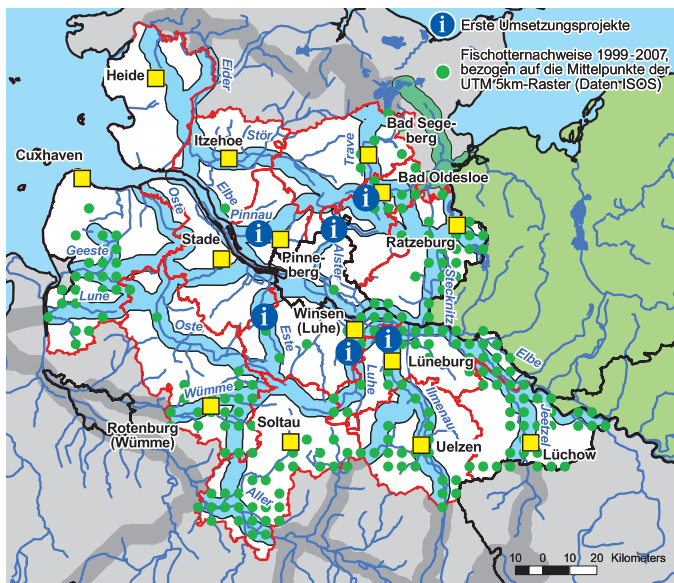 i Erste Umsetzungsprojekte
Fischotternachweise 1999-2007,
bezogen auf die Mittelpunkte der
UTM 5km-Raster (Daten ISOS)
Heide
Eider
Itzehoe
Stör
Trave
Bad Sege-
berg
Cuxhaven
Oste
Elbe
Pinnau
Bad Oldesloe
i
i
i
Geeste
Stade
Pinne-
berg
Alster
Ratzeburg
Stecknitz
Lune
Oste
i
Este
Winsen
(Luhe)
i
i
Luhe
Lüneburg
Elbe
Wümme
Rotenburg
(Wümme)
Soltau
Ilmenau
Uelzen
Jeetzel
Lüchow
Aller
10 0 10 20 Kilometers